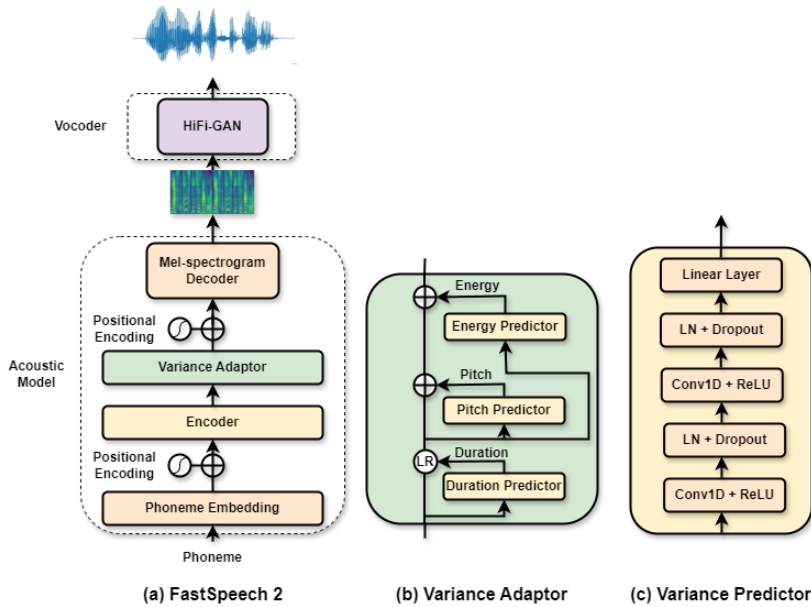 Vocoder
HiFi-GAN
Mel-spectrogram
Decoder
Positional
Encoding
Acoustic
Model
Variance Adaptor
Encoder
Positional
Encoding
Phoneme Embedding
Phoneme
(a) FastSpeech 2
Energy
Energy Predictor
Pitch
Pitch Predictor
LR
Duration
Duration Predictor
(b) Variance Adaptor
Linear Layer
LN + Dropout
Conv1D + ReLU
LN + Dropout
Conv1D + ReLU
(c) Variance Predictor